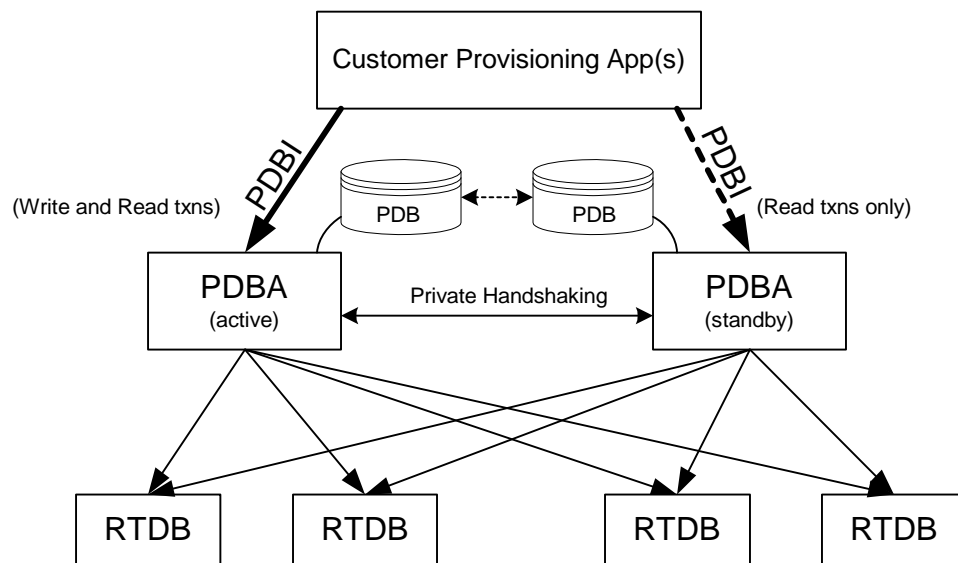 Customer Provisioning App(s)
PDBI
PDBI
(Write and Read txns)
PDB
PDB
(Read txns only)
PDBA
(active)
Private Handshaking
PDBA
(standby)
RTDB
RTDB
RTDB
RTDB